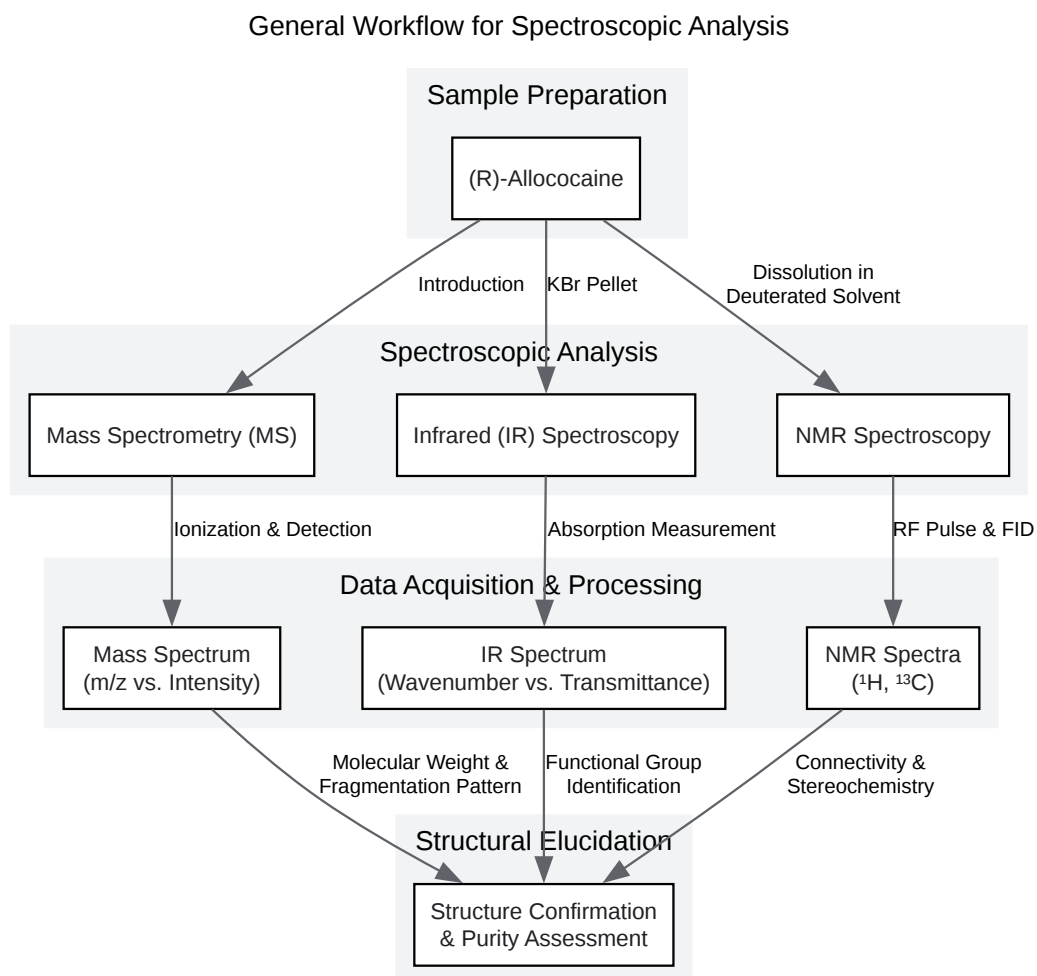 General Workflow for Spectroscopic Analysis
Sample Preparation
(R)-Allococaine
Introduction
KBr Pellet
Dissolution in
Deuterated Solvent
Spectroscopic Analysis
Mass Spectrometry (MS)
Infrared (IR) Spectroscopy
NMR Spectroscopy
Ionization & Detection
Absorption Measurement
RF Pulse & FID
Data Acquisition & Processing
Mass Spectrum
(m/z vs. Intensity)
IR Spectrum
(Wavenumber vs. Transmittance)
NMR Spectra
(¹H, ¹³C)
Molecular Weight &
Fragmentation Pattern
Functional Group
Identification
Connectivity &
Stereochemistry
Structural Elucidation
Structure Confirmation
& Purity Assessment